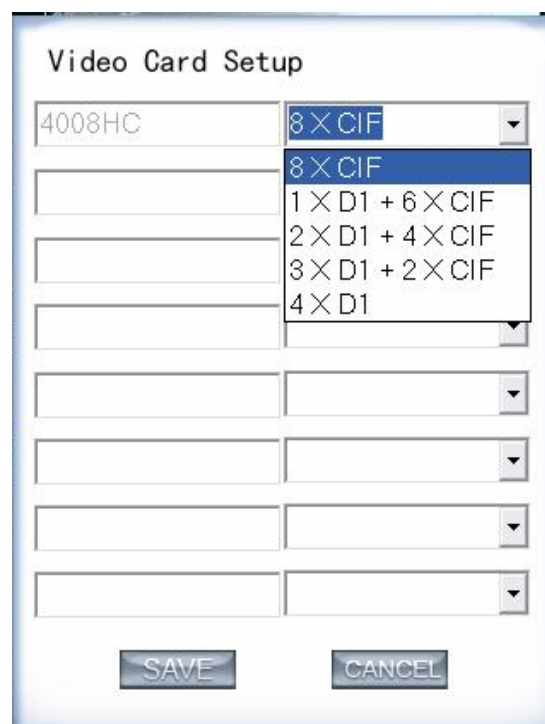 Video Card Setup
4008HC 8×CIF
8×CIF
1×D1 + 6×CIF
2×D1 + 4×CIF
3×D1 + 2×CIF
4×D1
SAVE CANCEL